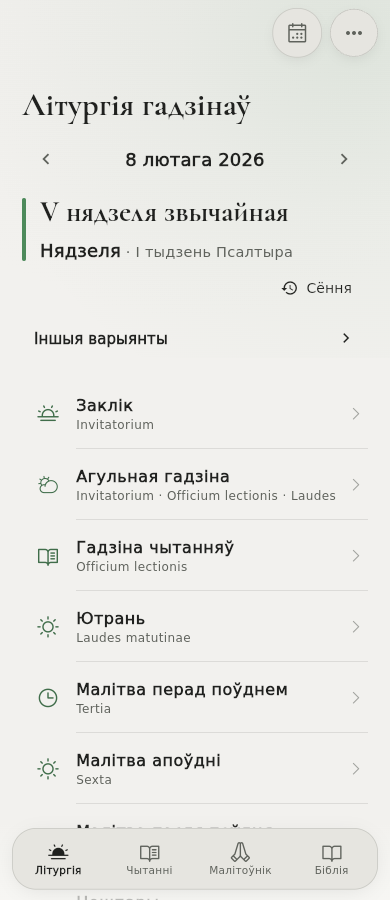 Літургія гадзінаў
8 лютага 2026
V нядзеля звычайная
Нядзеля · I тыдзень Псалтыра
Сёння
Іншыя варыянты
Заклік
Invitatorium
Агульная гадзіна
Invitatorium · Officium lectionis · Laudes
Гадзіна чытанняў
Officium lectionis
Ютрань
Laudes matutinae
Малітва перад поўднем
Tertia
Малітва апоўдні
Sexta
Літургія
Чытанні
Малітоўнік
Біблія